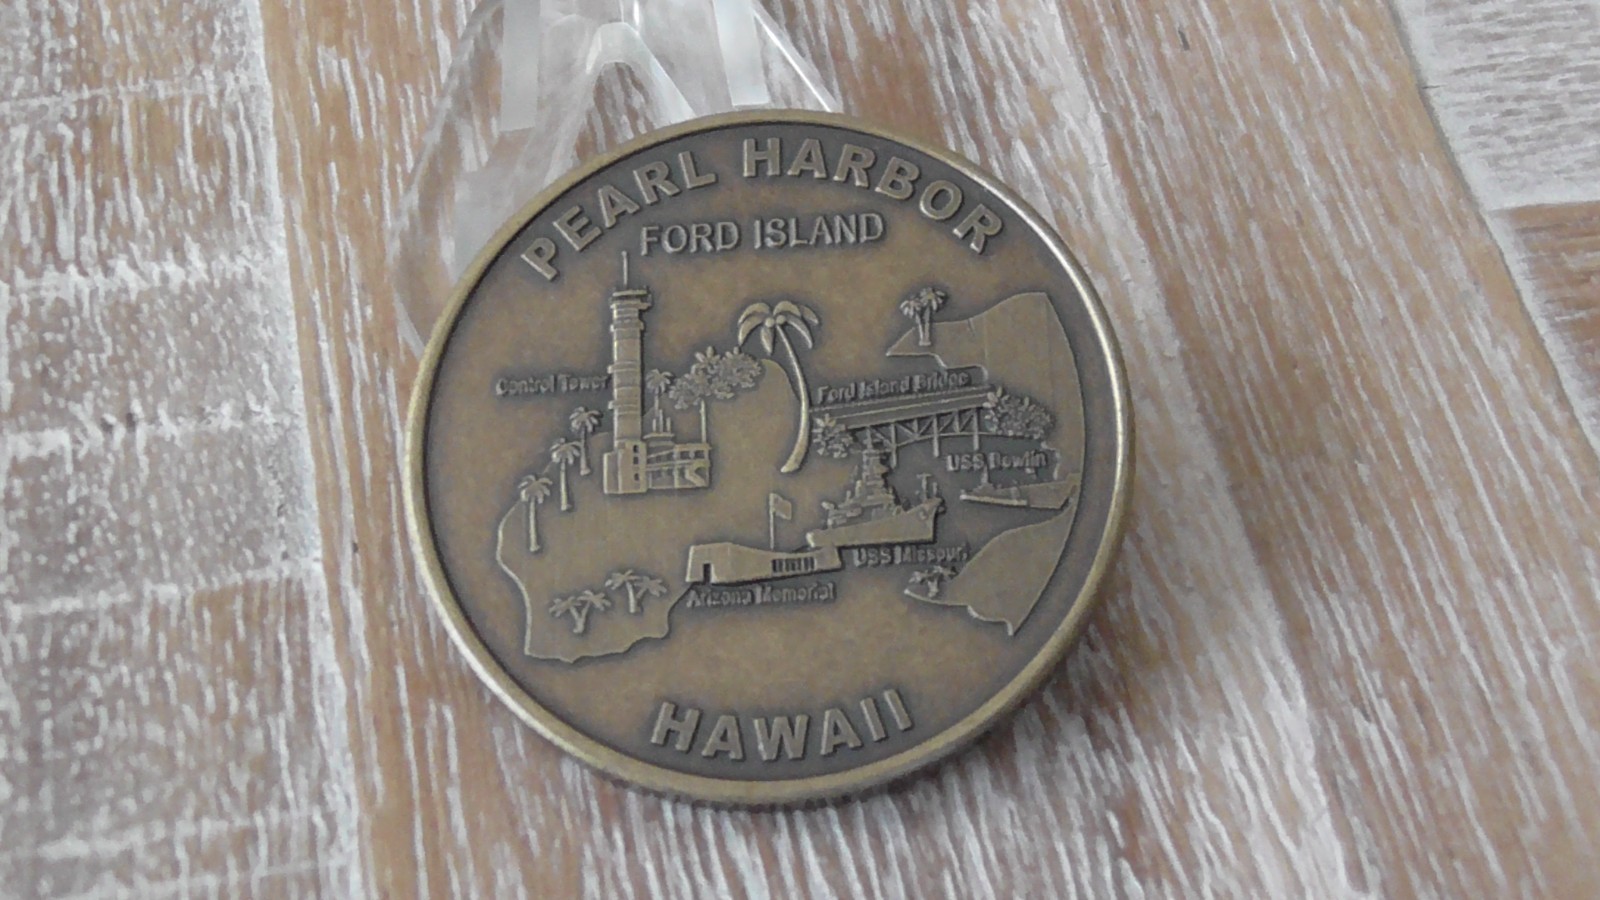 PEARL HARBOR
FORD ISLAND
Control Tower
Ford Island Bridge
USS Bowfin
USS Missouri
Arizona Memorial
HAWAII